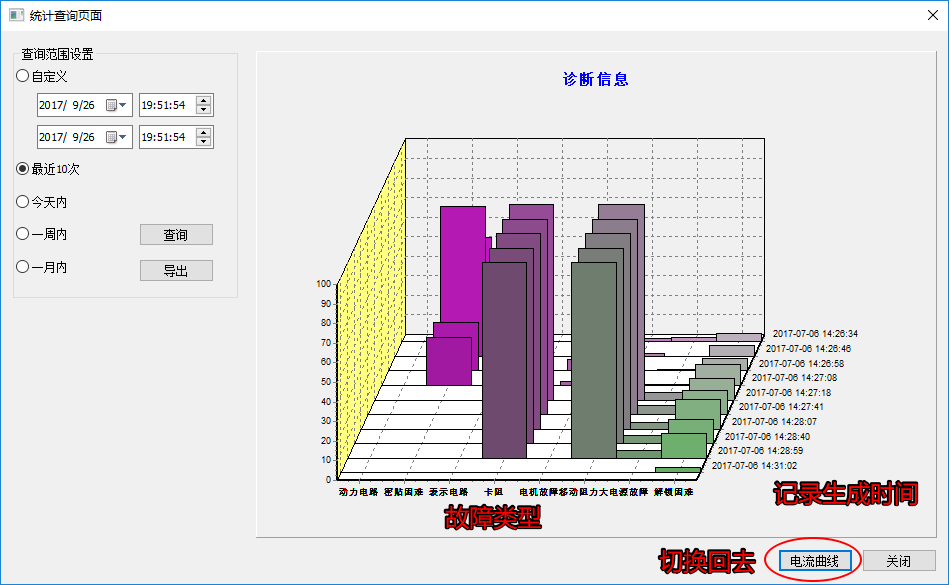 统计查询页面
查询范围设置
自定义
2017/ 9/26 19:51:54
2017/ 9/26 19:51:54
最近10次
今天内
一周内
查询
一月内
导出
诊断信息
100
90
80
70
60
50
40
30
20
10
0
2017-07-06 14:26:34
2017-07-06 14:26:46
2017-07-06 14:26:58
2017-07-06 14:27:08
2017-07-06 14:27:18
2017-07-06 14:27:41
2017-07-06 14:28:07
2017-07-06 14:28:40
2017-07-06 14:28:59
2017-07-06 14:31:02
动力电路 密贴困难 表示电路 卡阻 电机故障移动阻力大电源故障 解锁困难
记录生成时间
故障类型
切换回去
电流曲线
关闭